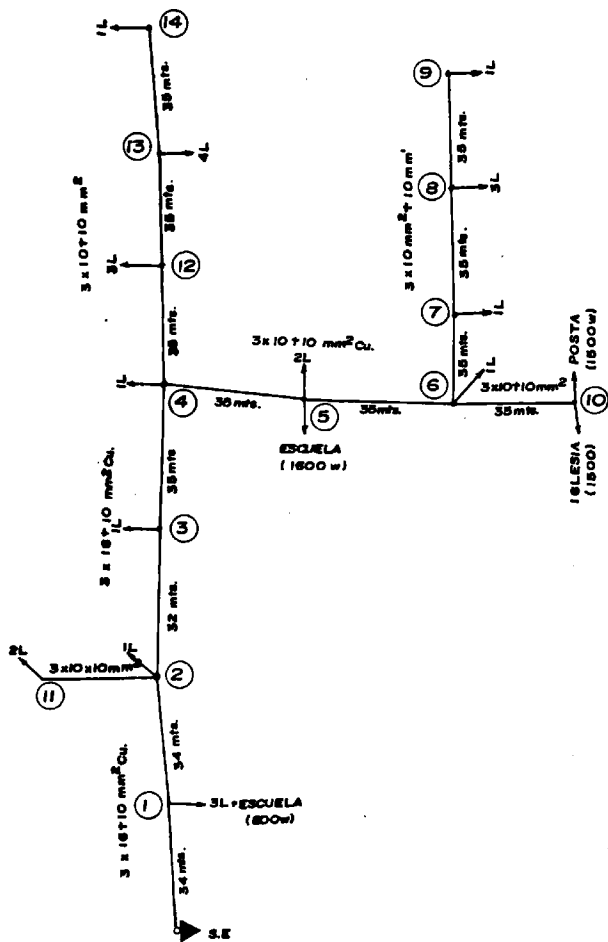 14
1L
35 mts.
13
4L
35 mts.
3 x 10 + 10 mm²
3L
12
35 mts.
1L
4
35 mts.
3 x 10 + 10 mm² Cu.
2L
5
ESCUELA
(1500 w)
35 mts.
9
1L
35 mts.
8
3L
3 x 10 mm² + 10 mm²
35 mts.
7
1L
35 mts.
6
1L
3 x 10 + 10 mm²
35 mts.
10
POSTA
(1500 w)
IGLESIA
(1500)
35 mts
3 x 16 + 10 mm² Cu.
1L
3
32 mts.
1L
2
2L
3 x 10 x 10 mm²
11
34 mts.
3 x 16 + 10 mm² Cu.
1
3L + ESCUELA
34 mts.
S.E